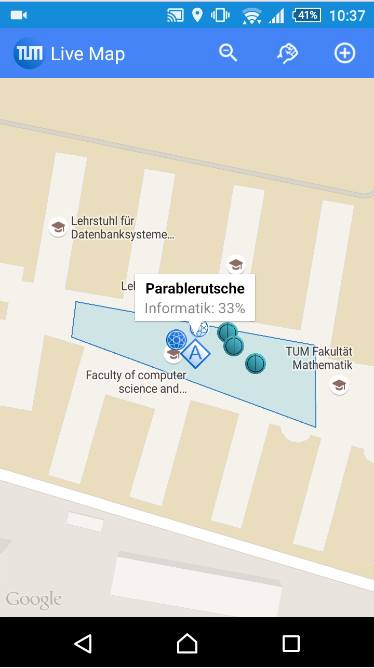 41% 10:37
TUM Live Map
Lehrstuhl für
Datenbanksysteme...
Parablerutsche
Informatik: 33%
A
TUM Fakultät
Mathematik
Faculty of computer
science and...
Google